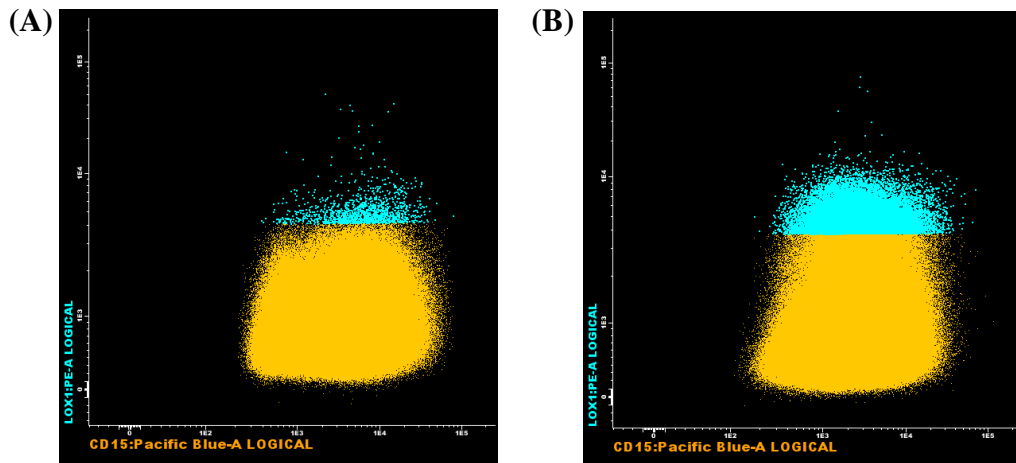 (A)
1E5
1E4
1E3
0
LOX1:PE-A LOGICAL
0
1E2
1E3
1E4
1E5
CD15:Pacific Blue-A LOGICAL
(B)
1E5
1E4
1E3
0
LOX1:PE-A LOGICAL
0
1E2
1E3
1E4
1E5
CD15:Pacific Blue-A LOGICAL